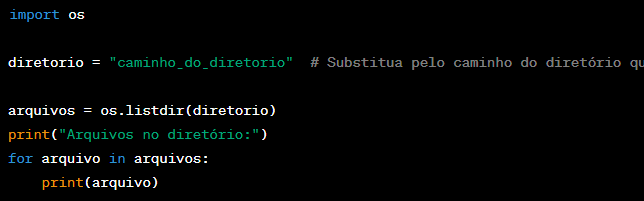 import os
diretorio = "caminho_do_diretorio"  # Substitua pelo caminho do diretório
arquivos = os.listdir(diretorio)
print("Arquivos no diretório:")
for arquivo in arquivos:
    print(arquivo)